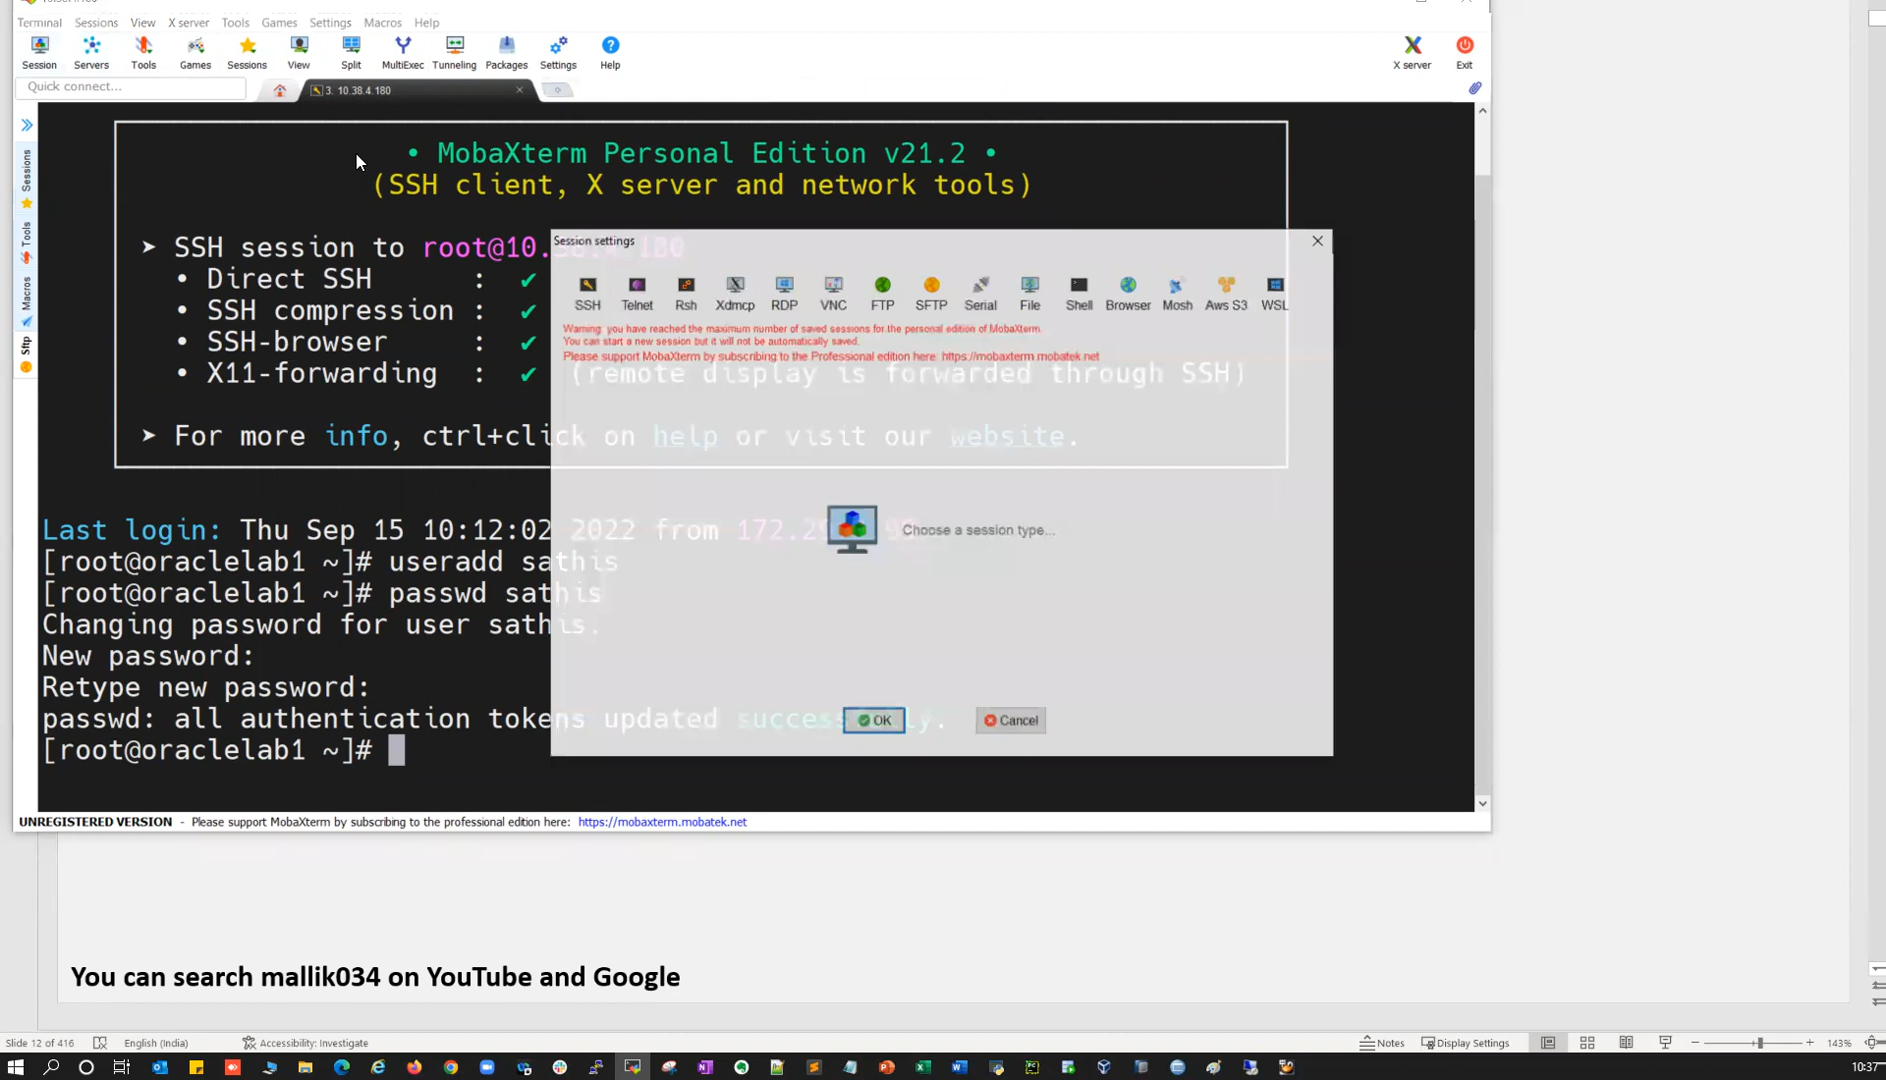 Terminal Sessions View X server Tools Games Settings Macros Help
Session Servers Tools Games Sessions View Split MultiExec Tunneling Packages Settings Help X server Exit
Quick connect...
3. 10.38.4.180
Sessions
Tools
Macros
Sftp
• MobaXterm Personal Edition v21.2 •
(SSH client, X server and network tools)
➤ SSH session to root@10.
• Direct SSH : ✔
• SSH compression : ✔
• SSH-browser : ✔
• X11-forwarding : ✔ (remote display is forwarded through SSH)
➤ For more info, ctrl+click on help or visit our website.
Session settings
SSH Telnet Rsh Xdmcp RDP VNC FTP SFTP Serial File Shell Browser Mosh Aws S3 WSL
Warning: you have reached the maximum number of saved sessions for the personal edition of MobaXterm.
You can start a new session but it will not be automatically saved.
Please support MobaXterm by subscribing to the Professional edition here: https://mobaxterm.mobatek.net
Choose a session type...
OK Cancel
Last login: Thu Sep 15 10:12:02 2022 from
[root@oraclelab1 ~]# useradd sathis
[root@oraclelab1 ~]# passwd sathis
Changing password for user sathis.
New password:
Retype new password:
passwd: all authentication tokens updated successfully.
[root@oraclelab1 ~]#
UNREGISTERED VERSION - Please support MobaXterm by subscribing to the professional edition here: https://mobaxterm.mobatek.net
You can search mallik034 on YouTube and Google
Slide 12 of 416 English (India) Accessibility: Investigate Notes Display Settings 143%
10:37